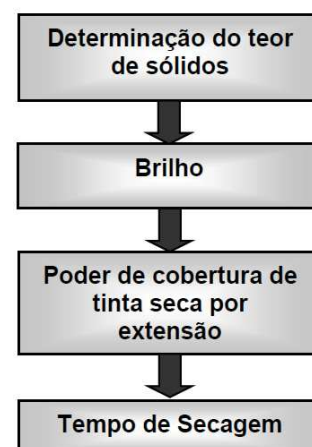 Determinação do teor
de sólidos
Brilho
Poder de cobertura de
tinta seca por
extensão
Tempo de Secagem